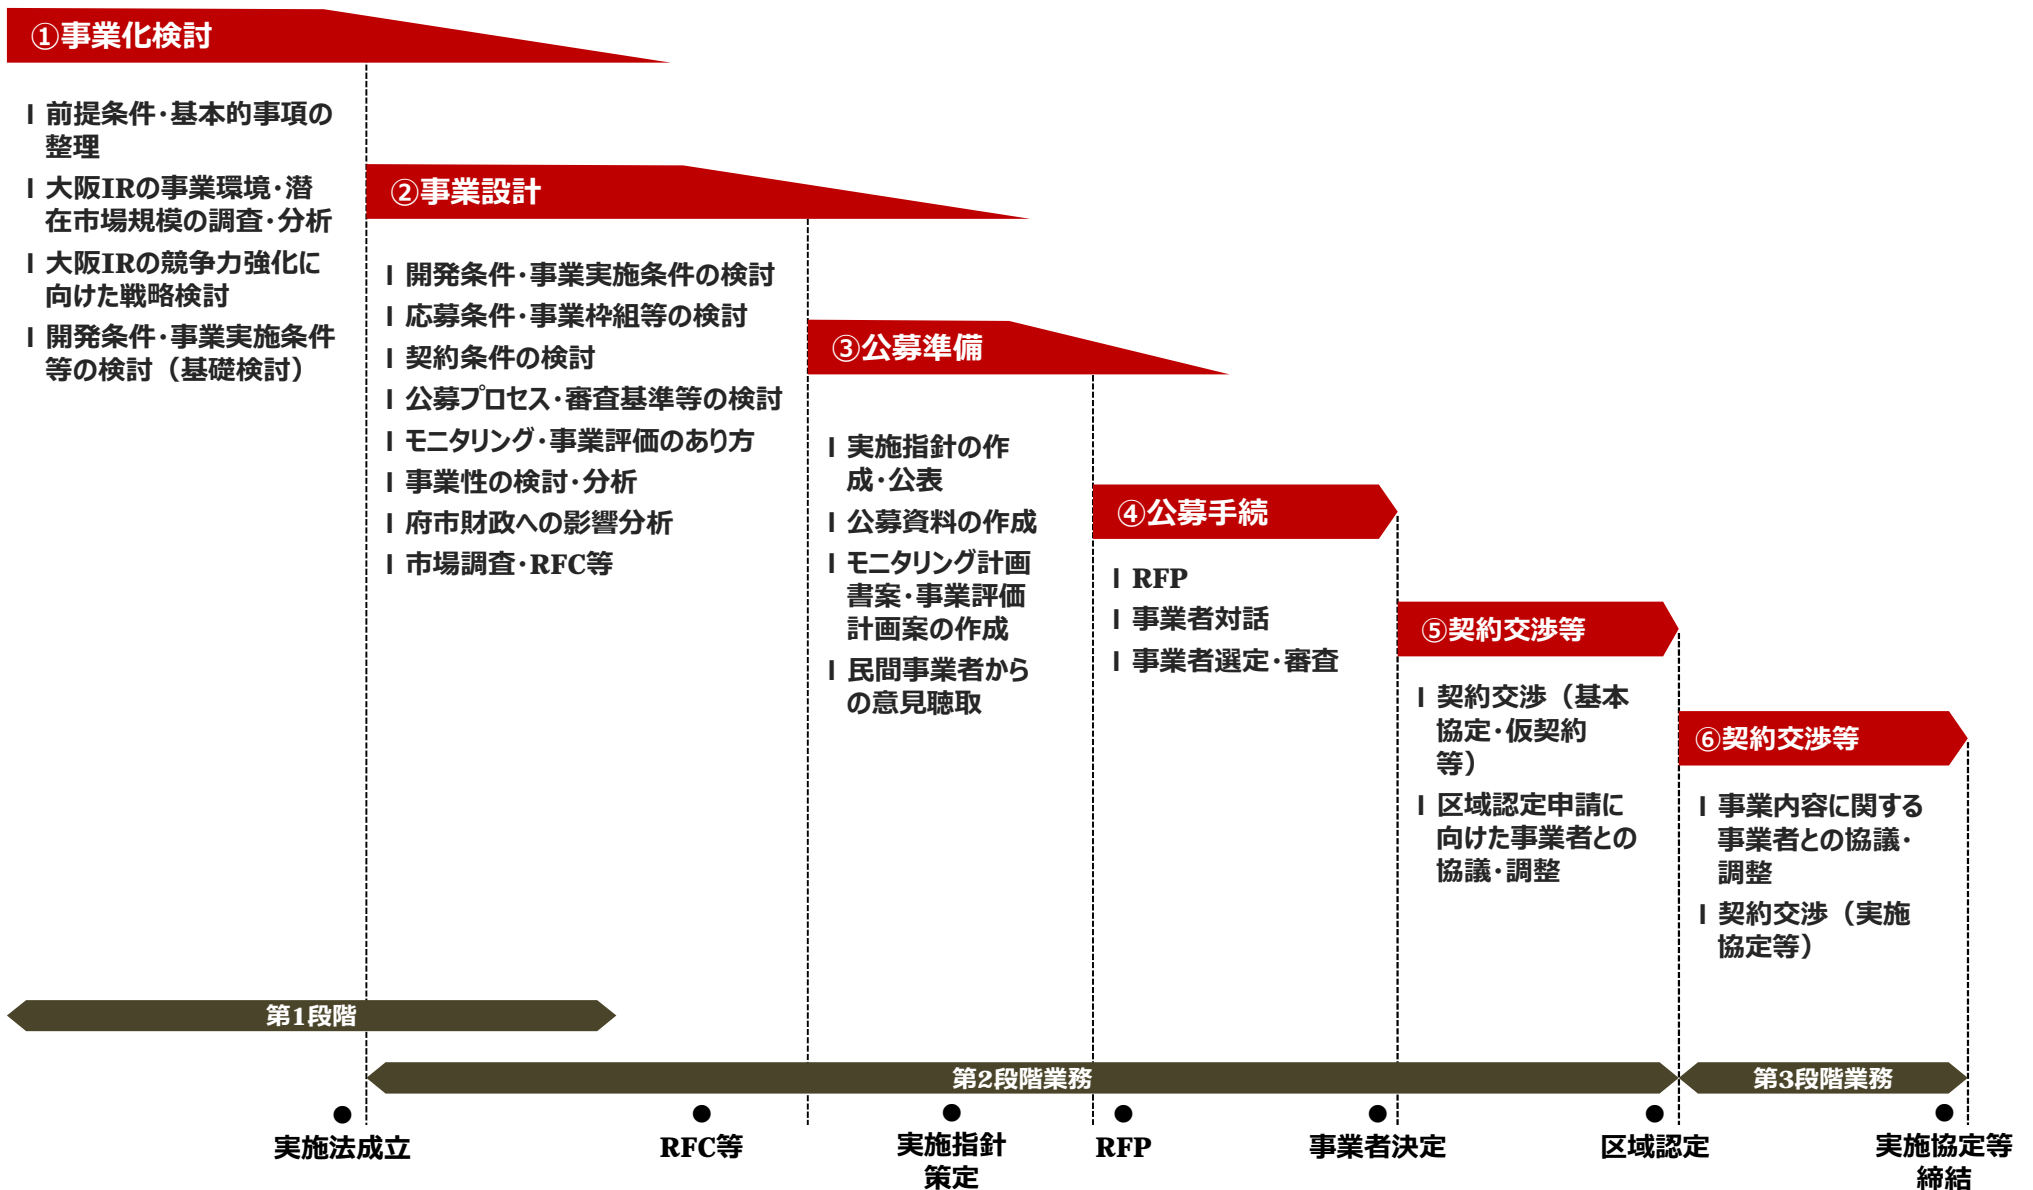 ①事業化検討
l 前提条件･基本的事項の
整理
l 大阪IRの事業環境･潜
在市場規模の調査･分析
l 大阪IRの競争力強化に
向けた戦略検討
l 開発条件･事業実施条件
等の検討（基礎検討）
②事業設計
l 開発条件･事業実施条件の検討
l 応募条件･事業枠組等の検討
l 契約条件の検討
l 公募プロセス･審査基準等の検討
l モニタリング･事業評価のあり方
l 事業性の検討･分析
l 府市財政への影響分析
l 市場調査･RFC等
③公募準備
l 実施指針の作
成･公表
l 公募資料の作成
l モニタリング計画
書案･事業評価
計画案の作成
l 民間事業者から
の意見聴取
④公募手続
l RFP
l 事業者対話
l 事業者選定･審査
⑤契約交渉等
l 契約交渉（基本
協定･仮契約
等）
l 区域認定申請に
向けた事業者との
協議･調整
⑥契約交渉等
l 事業内容に関する
事業者との協議･
調整
l 契約交渉（実施
協定等）
第1段階
第2段階業務
第3段階業務
●
実施法成立
●
RFC等
●
実施指針
策定
●
RFP
●
事業者決定
●
区域認定
●
実施協定等
締結